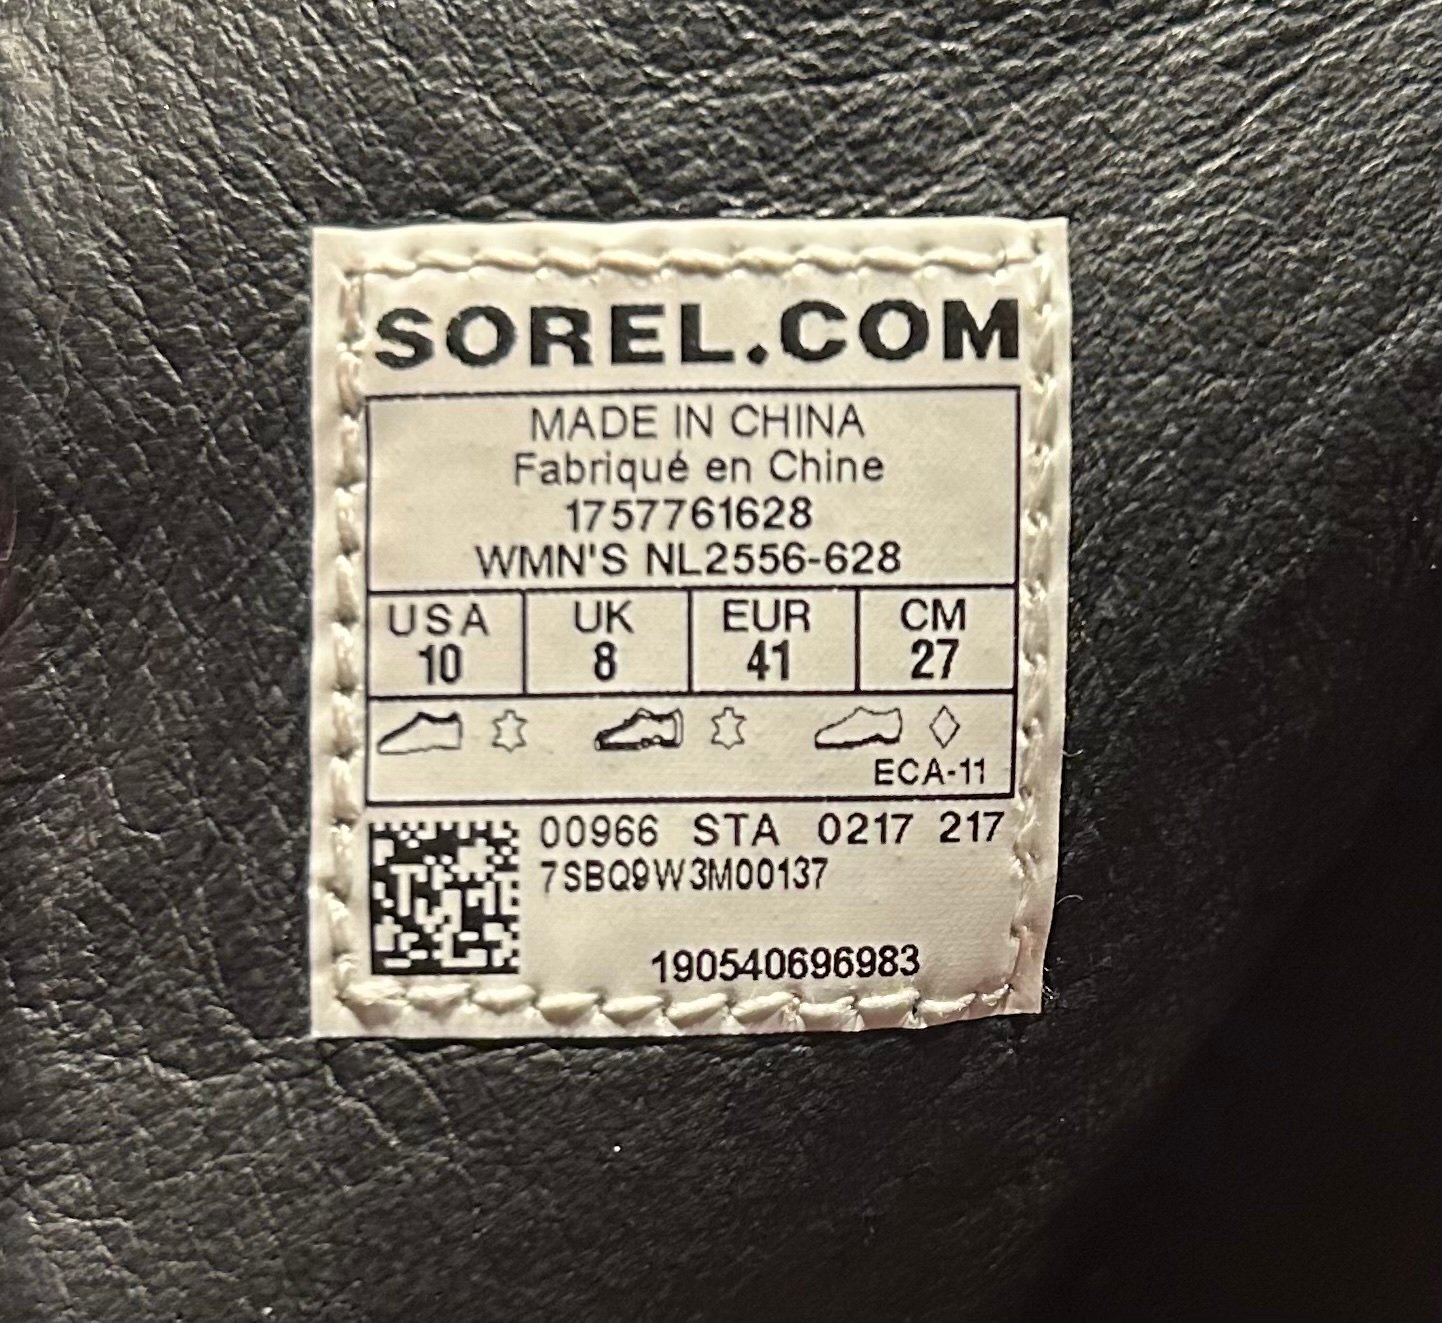 SOREL.COM
MADE IN CHINA
Fabriqué en Chine
1757761628
WMN'S NL2556-628
USA UK EUR CM
10 8 41 27
ECA-11
00966 STA 0217 217
7SBQ9W3M00137
190540696983